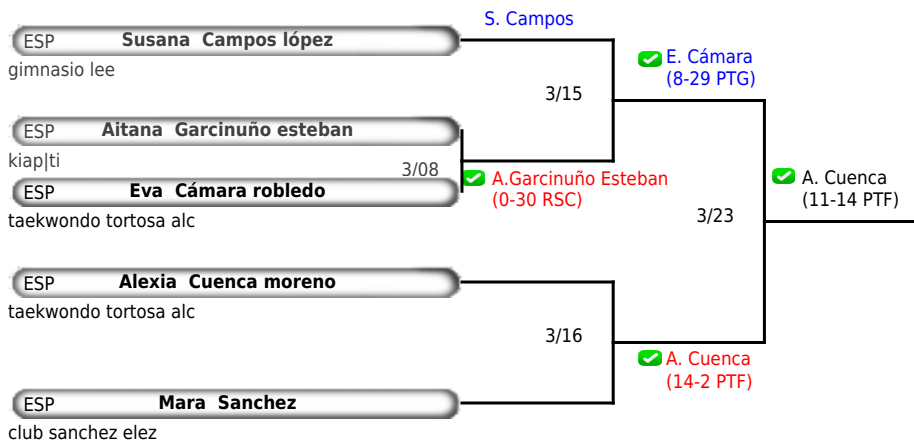 S. Campos
ESP Susana Campos lópez
gimnasio lee
E. Cámara
(8-29 PTG)
3/15
ESP Aitana Garcinuño esteban
kiap|ti
3/08
A.Garcinuño Esteban
(0-30 RSC)
ESP Eva Cámara robledo
taekwondo tortosa alc
A. Cuenca
(11-14 PTF)
3/23
ESP Alexia Cuenca moreno
taekwondo tortosa alc
3/16
A. Cuenca
(14-2 PTF)
ESP Mara Sanchez
club sanchez elez